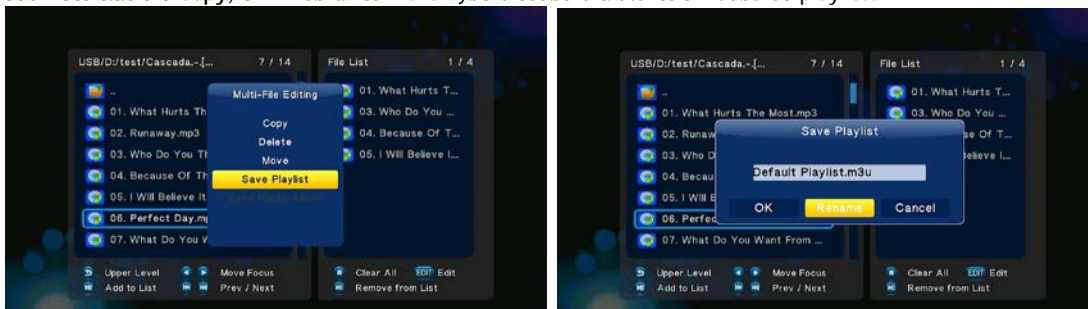 USB/D:/test/Cascada.-.[... 7 / 14
File List 1 / 4
..
01. What Hurts Th
02. Runaway.mp3
03. Who Do You Th
04. Because Of Th
05. I Will Believe It
06. Perfect Day.mp
07. What Do You W
Multi-File Editing
Copy
Delete
Move
Save Playlist
01. What Hurts T...
03. Who Do You ...
04. Because Of T...
05. I Will Believe I...
Upper Level Move Focus
Add to List Prev / Next
Clear All EDIT Edit
Remove from List
USB/D:/test/Cascada.-.[... 7 / 14
File List 1 / 4
..
01. What Hurts The Most.mp3
02. Runaw
03. Who D
04. Becau
05. I Will B
06. Perfec
07. What Do You Want From ...
Save Playlist
Default Playlist.m3u
OK Rename Cancel
01. What Hurts T...
03. Who Do You ...
se Of T...
Believe I...
Upper Level Move Focus
Add to List Prev / Next
Clear All EDIT Edit
Remove from List